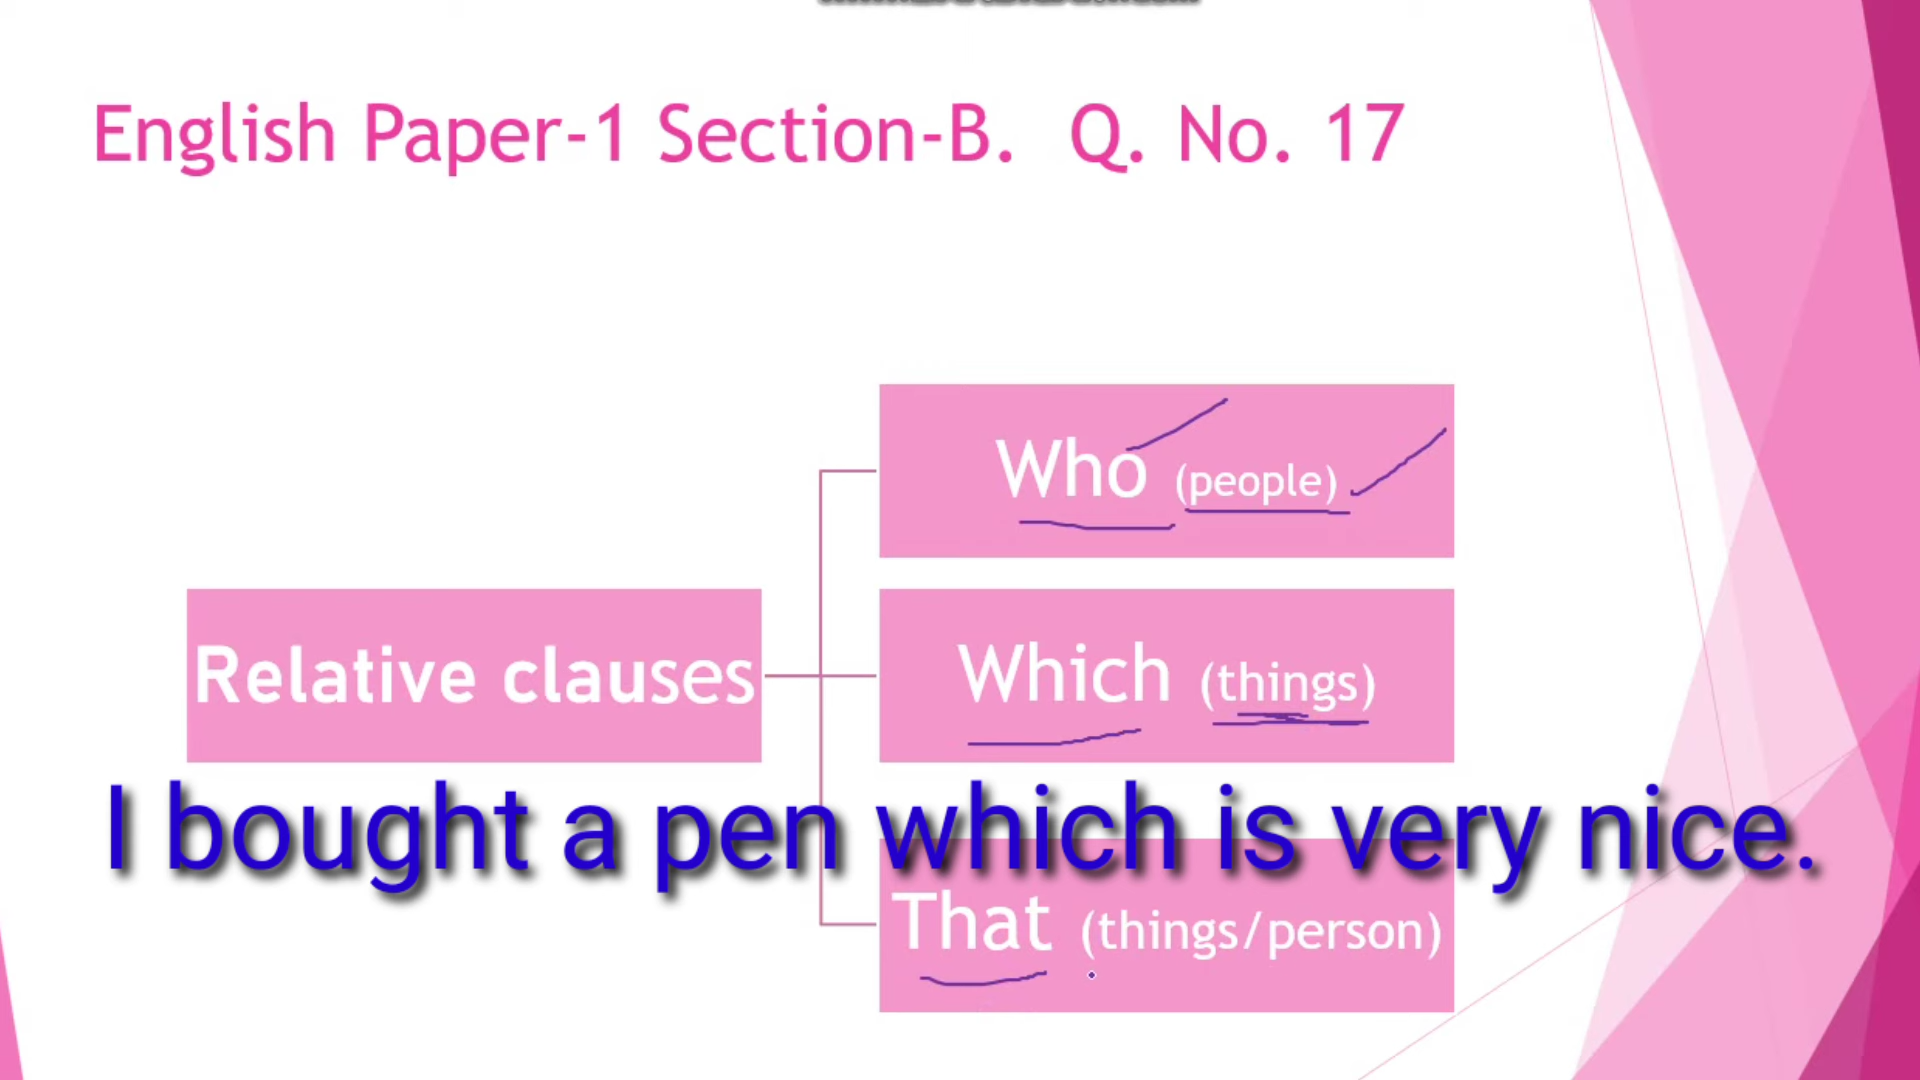 English Paper-1 Section-B. Q. No. 17
Who (people)
Relative clauses
Which (things)
I bought a pen which is very nice.
That (things/person)